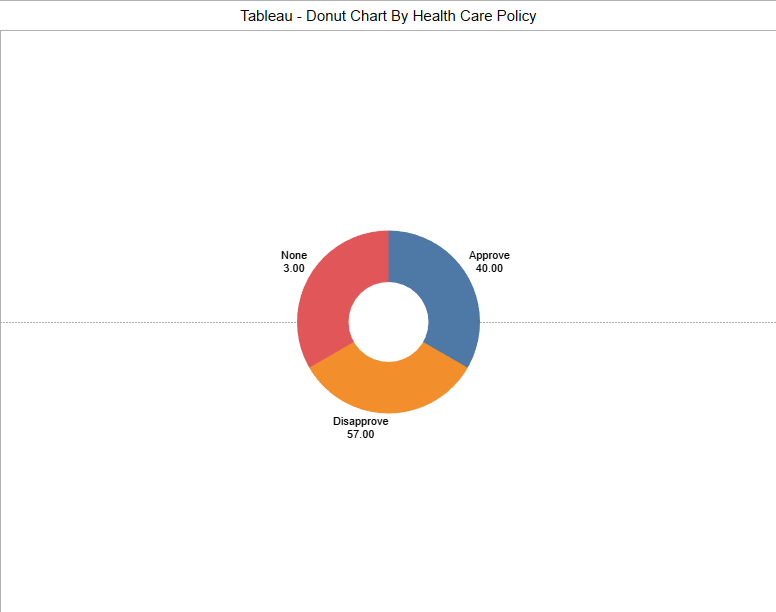 Tableau - Donut Chart By Health Care Policy
None
3.00
Approve
40.00
Disapprove
57.00